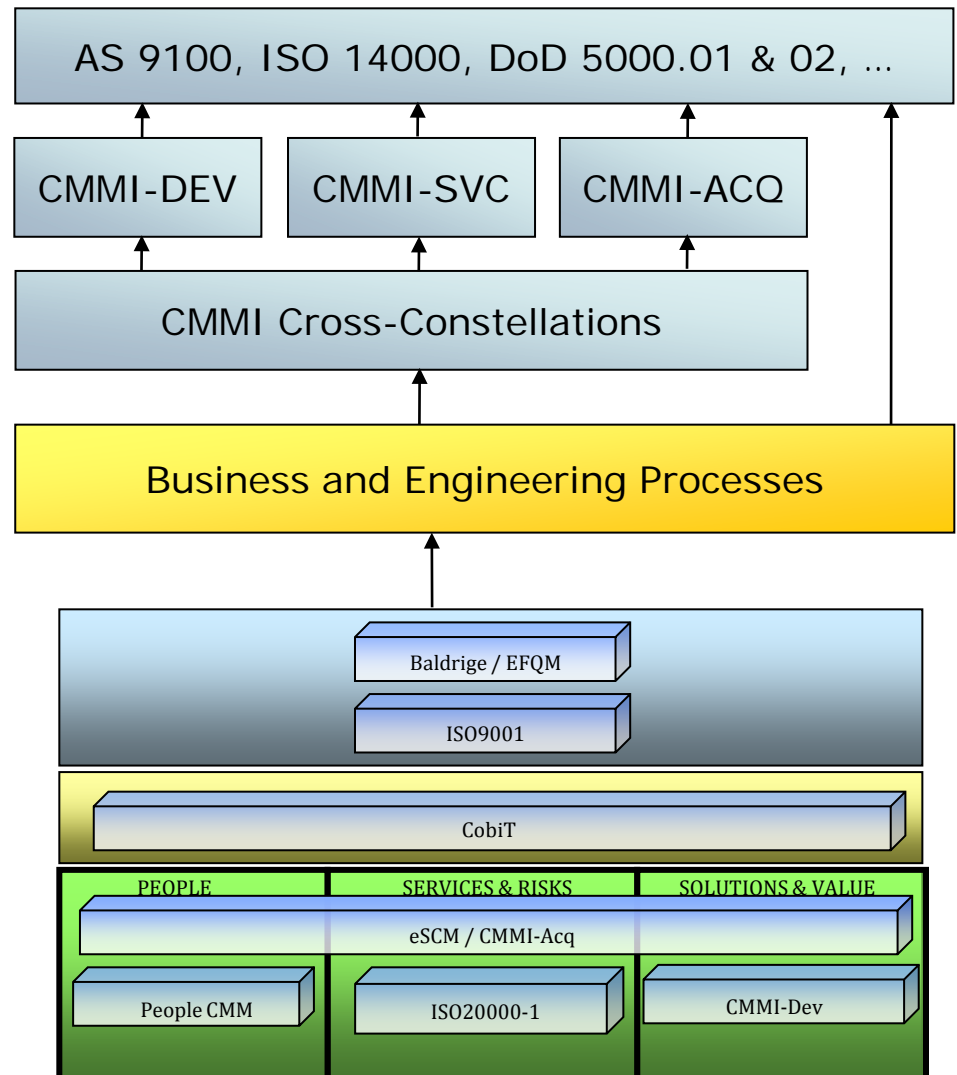 AS 9100, ISO 14000, DoD 5000.01 & 02, …
CMMI-DEV
CMMI-SVC
CMMI-ACQ
CMMI Cross-Constellations
Business and Engineering Processes
Baldrige / EFQM
ISO9001
CobiT
PEOPLE
SERVICES & RISKS
SOLUTIONS & VALUE
eSCM / CMMI-Acq
People CMM
ISO20000-1
CMMI-Dev